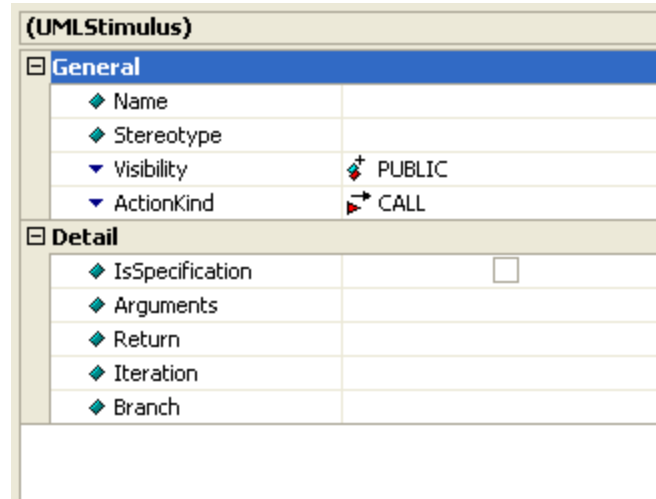 (UMLStimulus)
General
Name
Stereotype
Visibility PUBLIC
ActionKind CALL
Detail
IsSpecification
Arguments
Return
Iteration
Branch